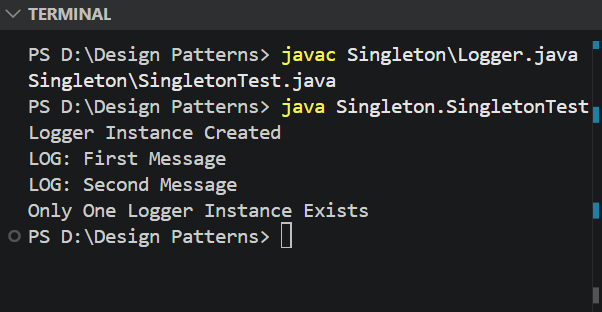 TERMINAL
PS D:\Design Patterns> javac Singleton\Logger.java
Singleton\SingletonTest.java
PS D:\Design Patterns> java Singleton.SingletonTest
Logger Instance Created
LOG: First Message
LOG: Second Message
Only One Logger Instance Exists
PS D:\Design Patterns>